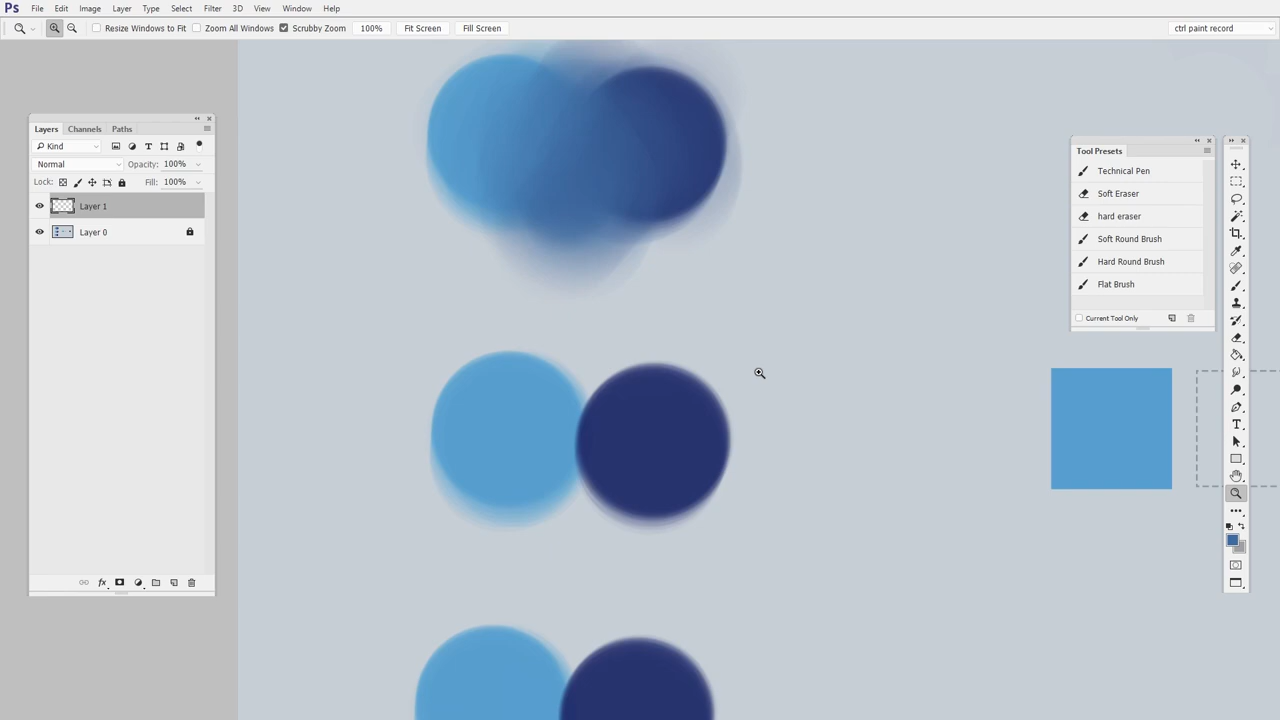 Ps File Edit Image Layer Type Select Filter 3D View Window Help
Resize Windows to Fit Zoom All Windows Scrubby Zoom 100% Fit Screen Fill Screen ctrl paint record
Layers Channels Paths
Kind
Normal Opacity: 100%
Lock: Fill: 100%
Layer 1
Layer 0
fx
Tool Presets
Technical Pen
Soft Eraser
hard eraser
Soft Round Brush
Hard Round Brush
Flat Brush
Current Tool Only